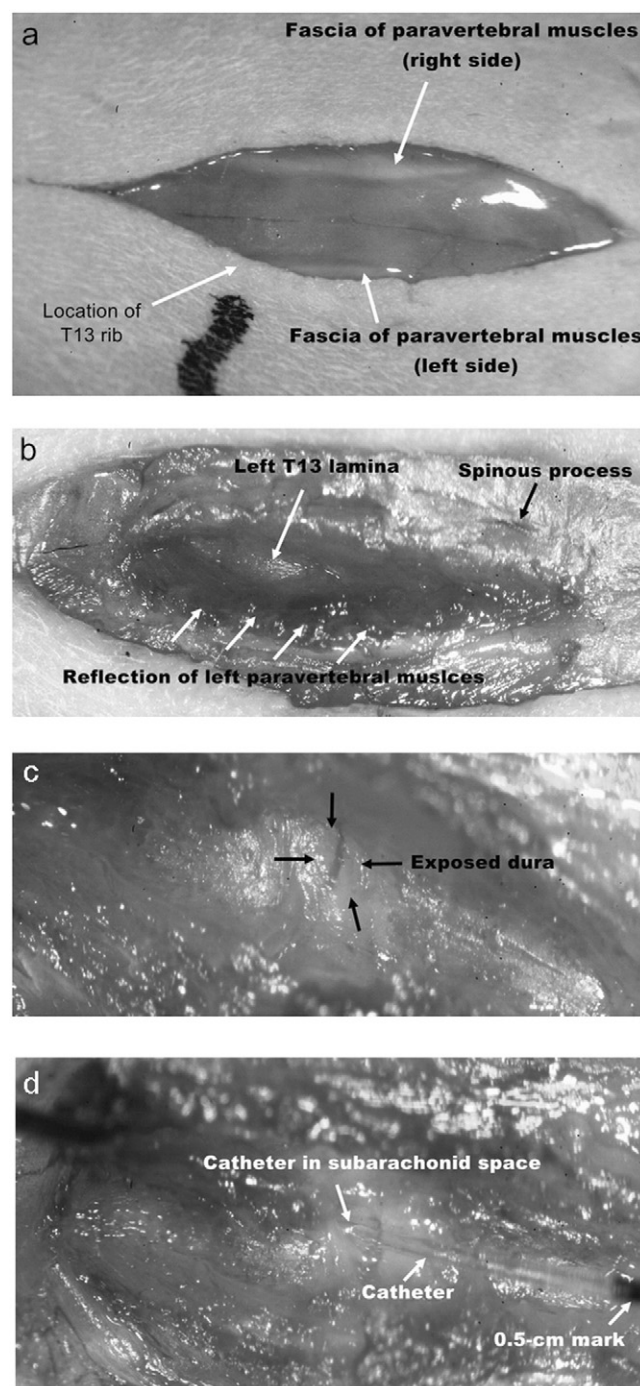 a
Fascia of paravertebral muscles
(right side)
Location of
T13 rib
Fascia of paravertebral muscles
(left side)
b
Left T13 lamina
Spinous process
Reflection of left paravertebral muslces
c
Exposed dura
d
Catheter in subarachonid space
Catheter
0.5-cm mark